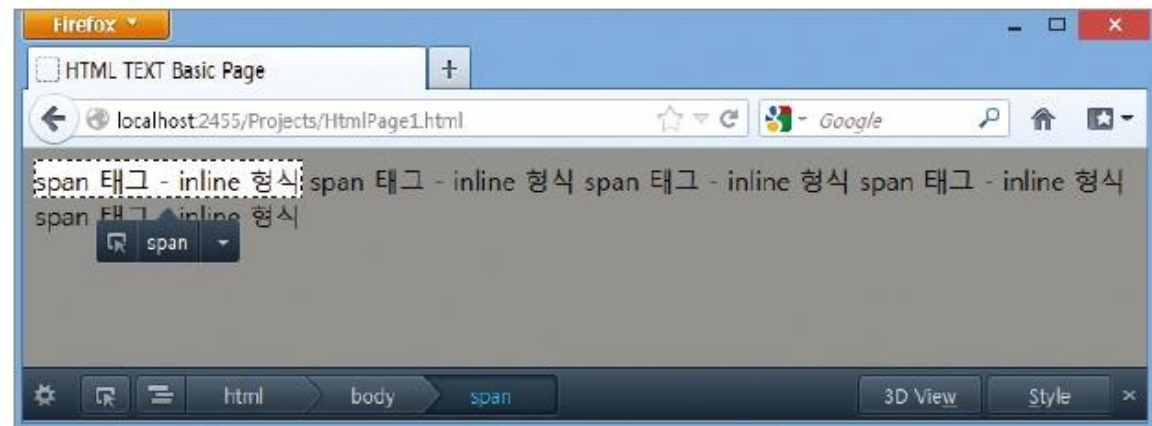 Firefox
HTML TEXT Basic Page
+
localhost:2455/Projects/HtmlPage1.html
Google
span 태그 - inline 형식 span 태그 - inline 형식 span 태그 - inline 형식 span 태그 - inline 형식
span 태그 - inline 형식
span
html body span 3D View Style ×